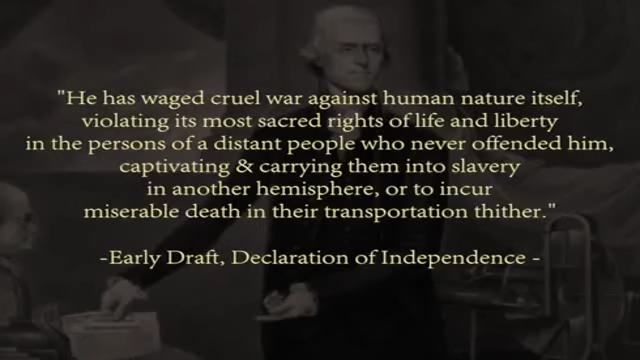 "He has waged cruel war against human nature itself,
violating its most sacred rights of life and liberty
in the persons of a distant people who never offended him,
captivating & carrying them into slavery
in another hemisphere, or to incur
miserable death in their transportation thither."
-Early Draft, Declaration of Independence -